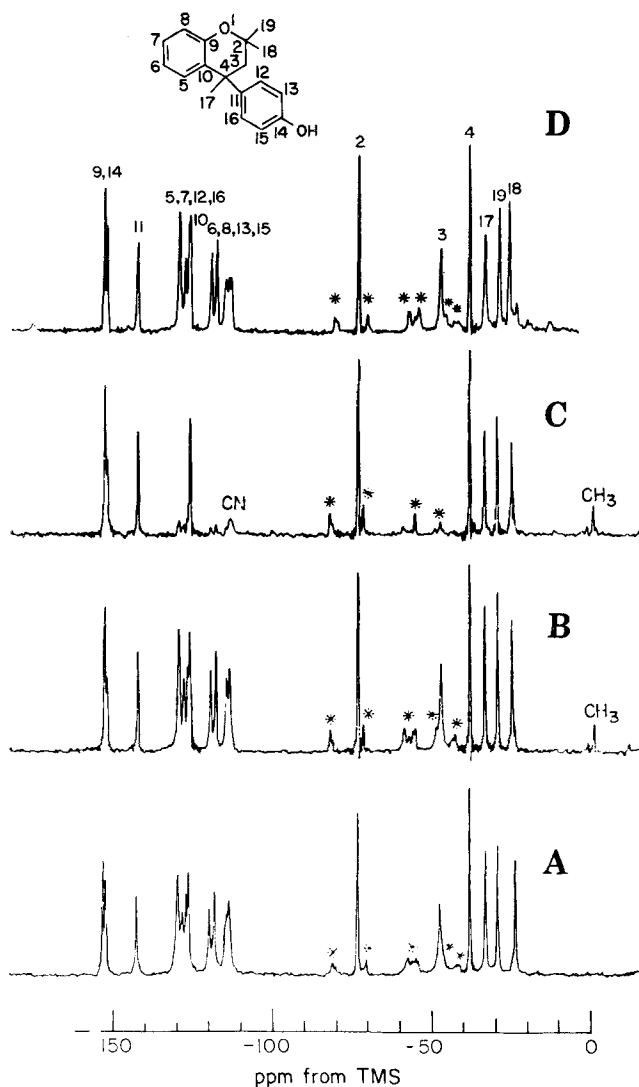 8
O1
19
7
9
2
18
6
10
4
3
12
5
17
11
13
16
14
OH
15
D
2
4
9,14
5,7,12,16
19
18
11
10
6,8,13,15
3
17
* * * * * *
C
CN
* * * *
CH3
B
* * * * *
CH3
A
* * * * *
-150 -100 -50 0
ppm from TMS